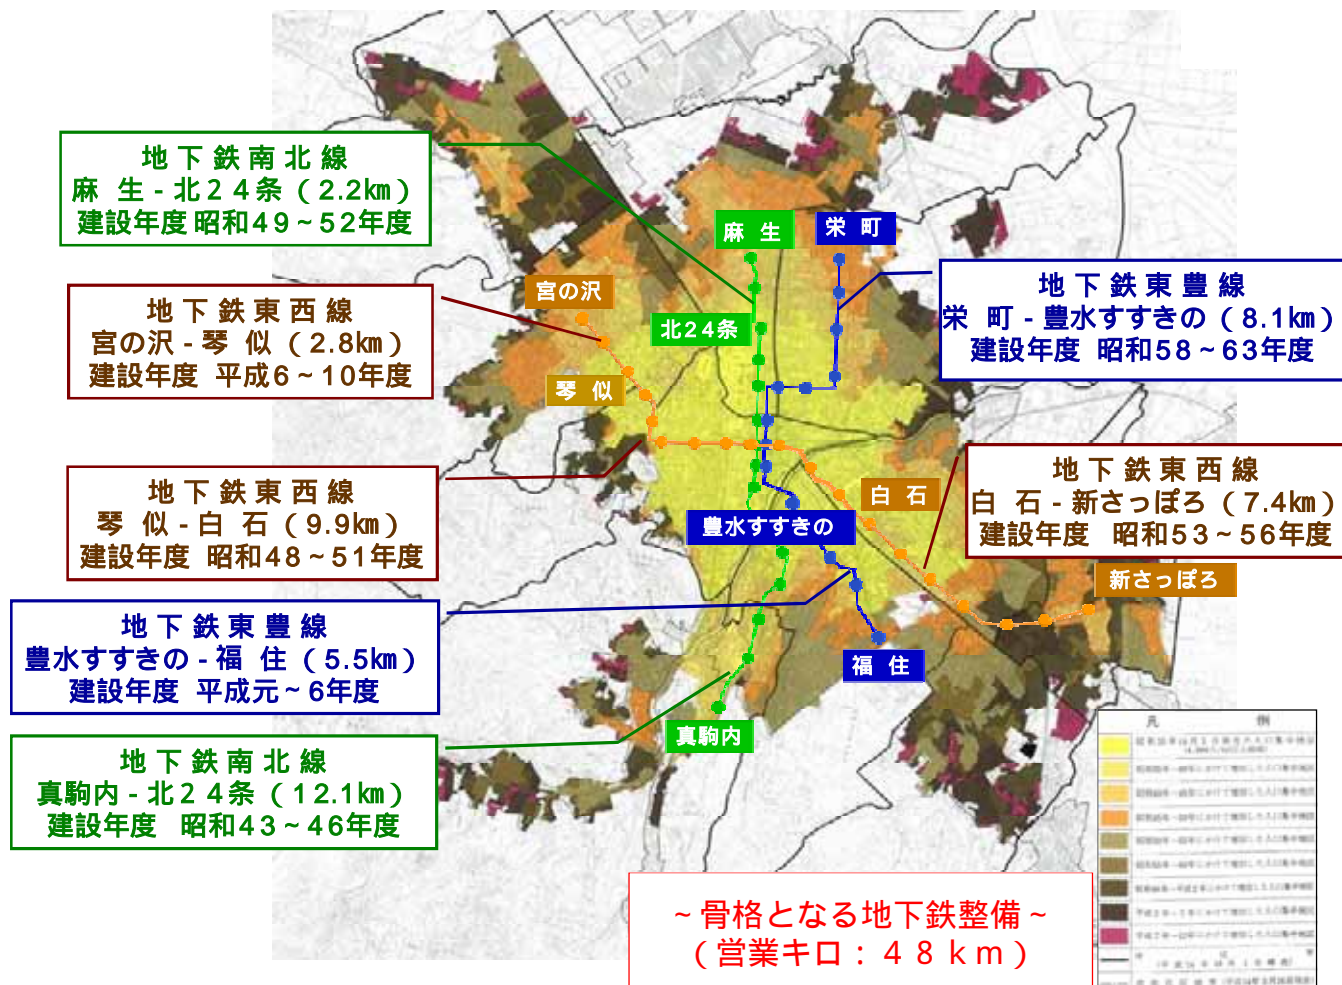 地下鉄南北線
麻 生 - 北24条 (2.2km)
建設年度 昭和49~52年度
地下鉄東西線
宮の沢 - 琴 似 (2.8km)
建設年度 平成6~10年度
地下鉄東西線
琴 似 - 白 石 (9.9km)
建設年度 昭和48~51年度
地下鉄東豊線
豊水すすきの - 福 住 (5.5km)
建設年度 平成元~6年度
地下鉄南北線
真駒内 - 北24条 (12.1km)
建設年度 昭和43~46年度
麻 生
栄 町
宮の沢
北24条
琴 似
白 石
豊水すすきの
新さっぽろ
福 住
真駒内
地下鉄東豊線
栄 町 - 豊水すすきの (8.1km)
建設年度 昭和58~63年度
地下鉄東西線
白 石 - 新さっぽろ (7.4km)
建設年度 昭和53~56年度
~骨格となる地下鉄整備~
(営業キロ:48km)
凡 例